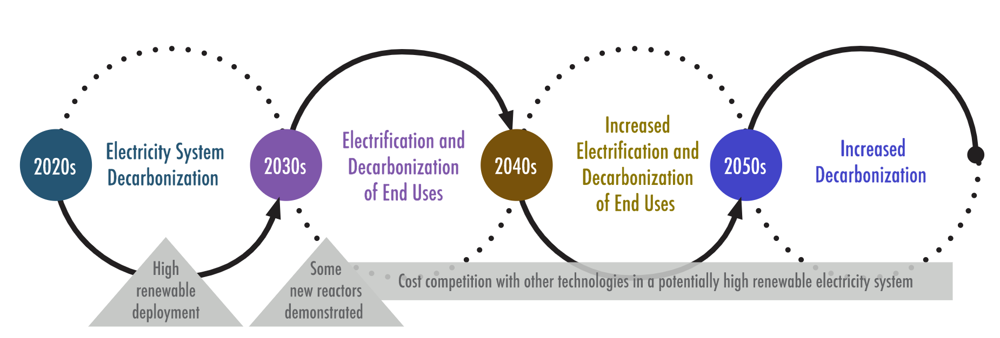 2020s
Electricity System
Decarbonization
2030s
Electrification and
Decarbonization
of End Uses
2040s
Increased
Electrification and
Decarbonization
of End Uses
2050s
Increased
Decarbonization
High
renewable
deployment
Some
new reactors
demonstrated
Cost competition with other technologies in a potentially high renewable electricity system